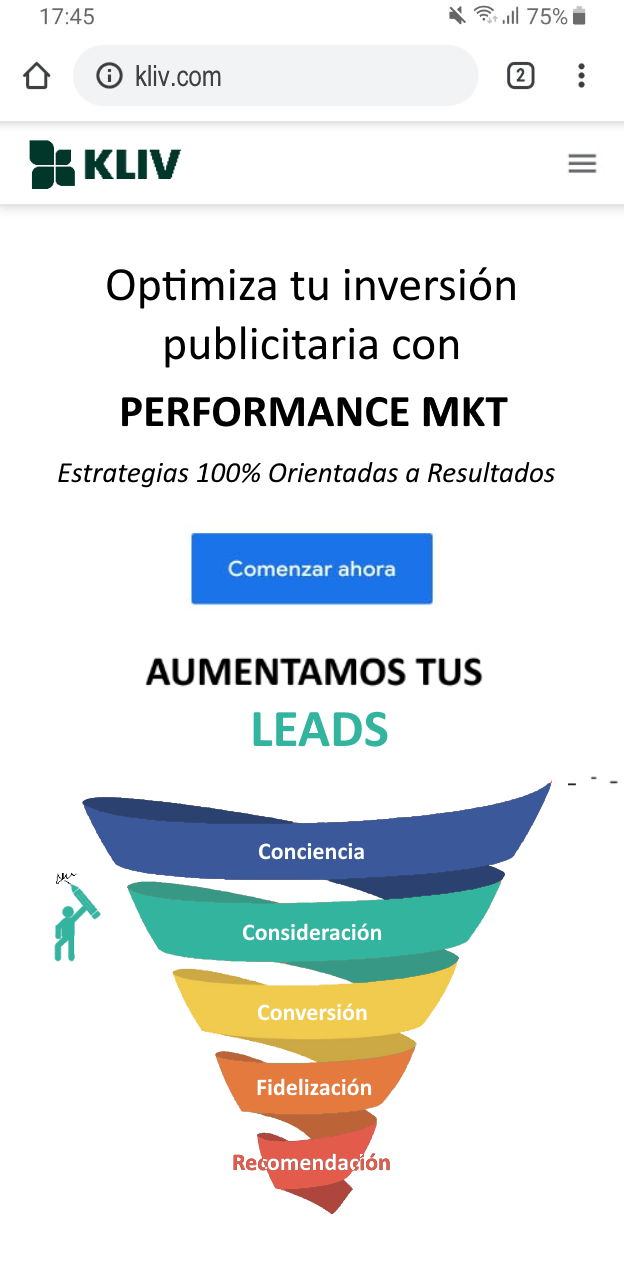 17:45 75%
kliv.com 2
KLIV
Optimiza tu inversión
publicitaria con
PERFORMANCE MKT
Estrategias 100% Orientadas a Resultados
Comenzar ahora
AUMENTAMOS TUS
LEADS
Conciencia
Consideración
Conversión
Fidelización
Recomendación